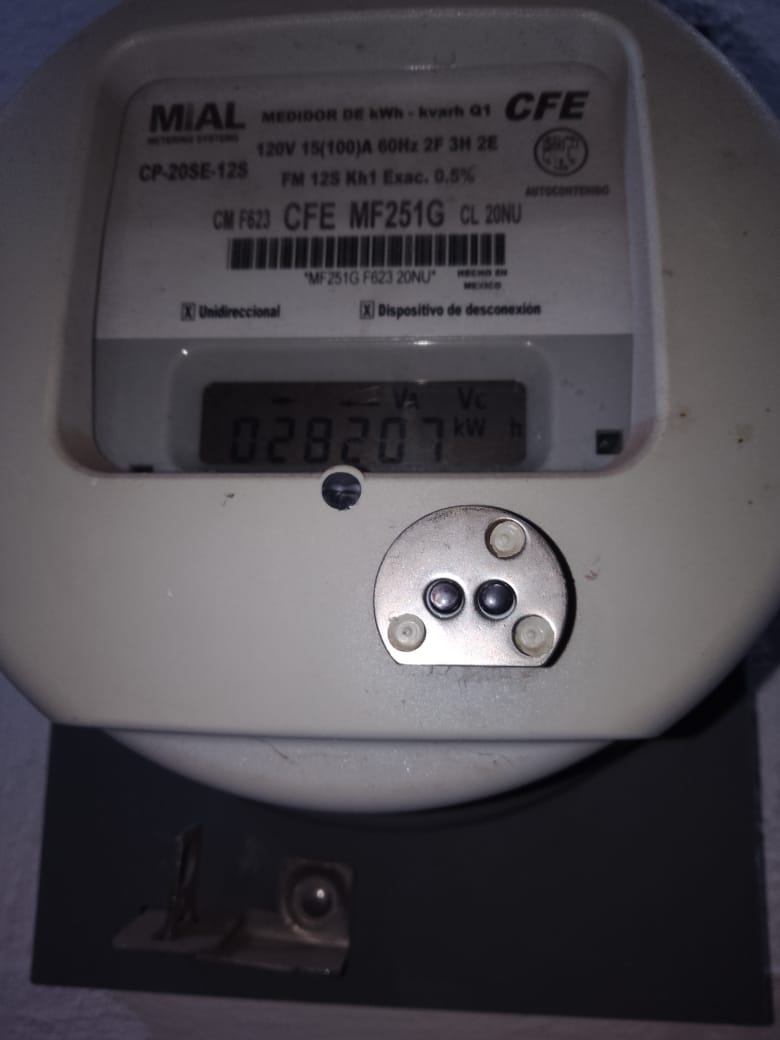 MIAL
METERING SYSTEMS
MEDIDOR DE kWh - kvarh Q1
CFE
120V 15(100)A 60Hz 2F 3H 2E
CP-20SE-12S
FM 12S Kh1 Exac. 0.5%
AUTOCONTENIDO
CM F623 CFE MF251G CL 20NU
*MF251G F623 20NU*
HECHO EN
MEXICO
X Unidireccional
X Dispositivo de desconexión
VA VC
028207 kW h